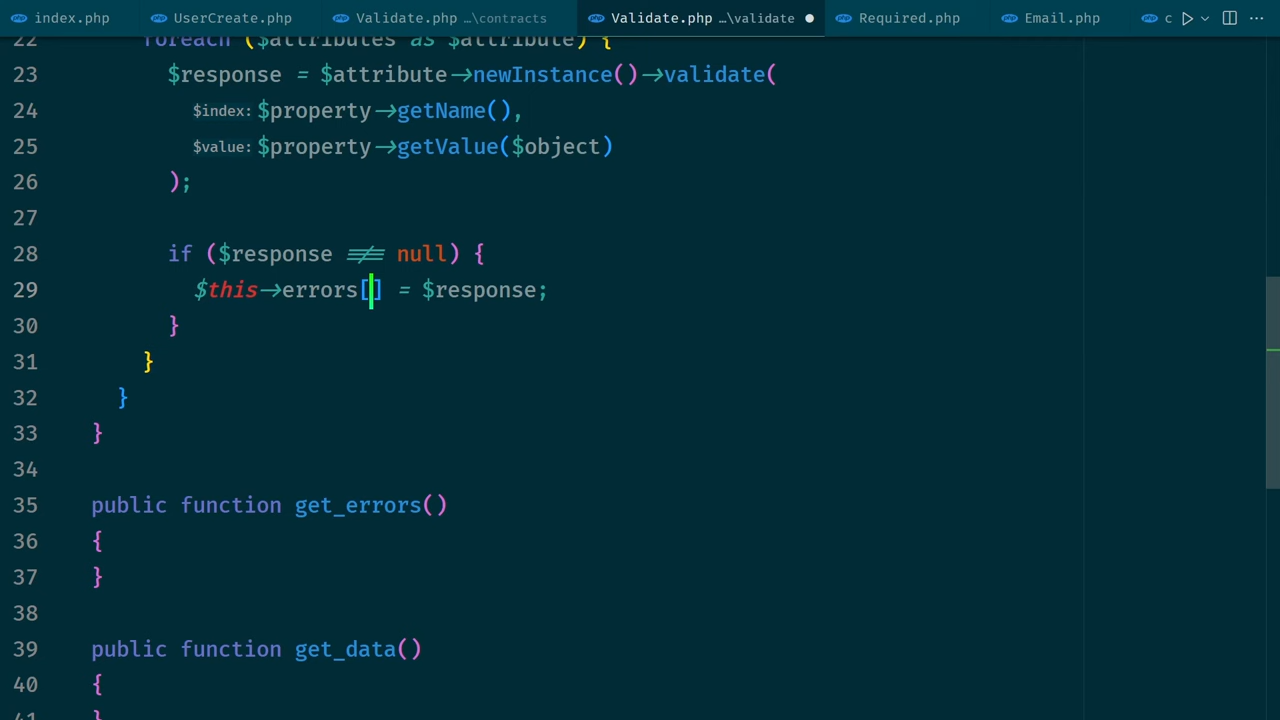 index.php UserCreate.php Validate.php …\contracts Validate.php …\validate Required.php Email.php c
22 foreach ($attributes as $attribute) {
23 $response = $attribute->newInstance()->validate(
24 $index: $property->getName(),
25 $value: $property->getValue($object)
26 );
27
28 if ($response !== null) {
29 $this->errors[] = $response;
30 }
31 }
32 }
33 }
34
35 public function get_errors()
36 {
37 }
38
39 public function get_data()
40 {
41 }